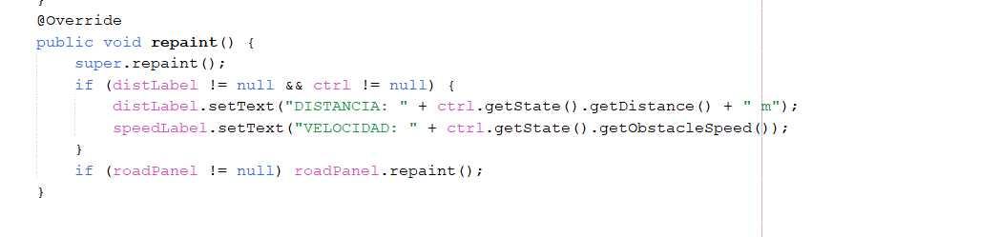 }
@Override
public void repaint() {
    super.repaint();
    if (distLabel != null && ctrl != null) {
        distLabel.setText("DISTANCIA: " + ctrl.getState().getDistance() + " m");
        speedLabel.setText("VELOCIDAD: " + ctrl.getState().getObstacleSpeed());
    }
    if (roadPanel != null) roadPanel.repaint();
}